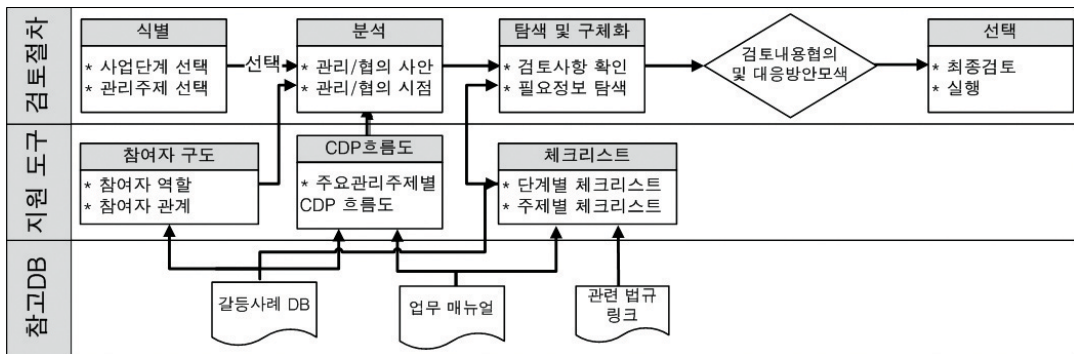 검토절차
식별
* 사업단계 선택
* 관리주제 선택
선택
분석
* 관리/협의 사안
* 관리/협의 시점
탐색 및 구체화
* 검토사항 확인
* 필요정보 탐색
검토내용협의
및 대응방안모색
선택
* 최종검토
* 실행
지원 도구
참여자 구도
* 참여자 역할
* 참여자 관계
CDP흐름도
* 주요관리주제별
CDP 흐름도
체크리스트
* 단계별 체크리스트
* 주제별 체크리스트
참고DB
갈등사례 DB
업무 매뉴얼
관련 법규
링크